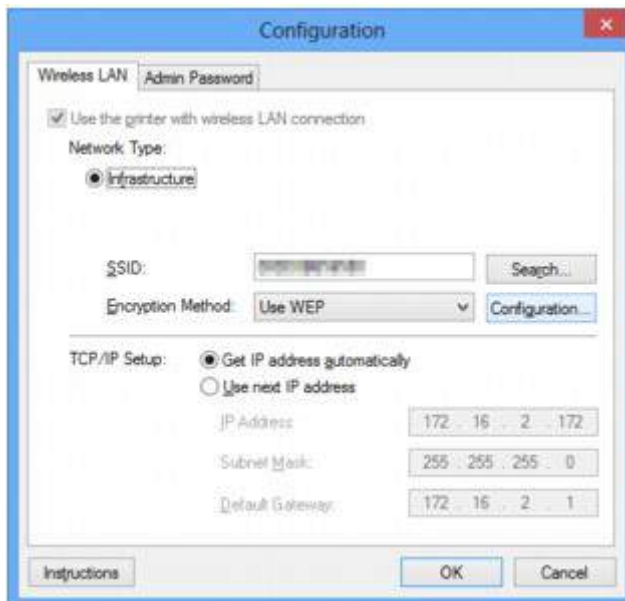 Configuration
Wireless LAN Admin Password
Use the printer with wireless LAN connection
Network Type:
Infrastructure
SSID: Search...
Encryption Method: Use WEP Configuration...
TCP/IP Setup: Get IP address automatically
Use next IP address
IP Address: 172 . 16 . 2 . 172
Subnet Mask: 255 . 255 . 255 . 0
Default Gateway: 172 . 16 . 2 . 1
Instructions OK Cancel